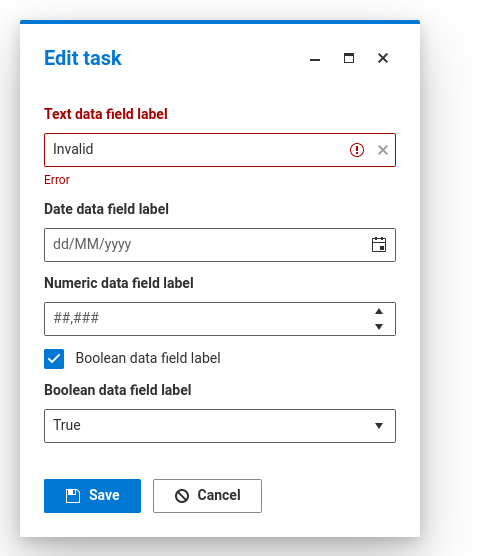 Edit task
Text data field label
Invalid
Error
Date data field label
dd/MM/yyyy
Numeric data field label
##,###
Boolean data field label
Boolean data field label
True
Save Cancel